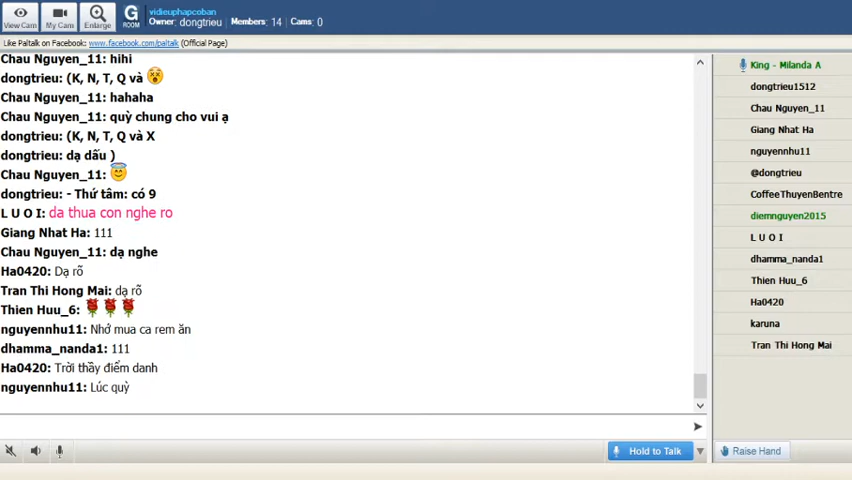 View Cam
My Cam
Enlarge
G
ROOM
vidieuphapcoban
Owner: dongtrieu Members: 14 Cams: 0
Like Paltalk on Facebook: www.facebook.com/paltalk (Official Page)
Chau Nguyen_11: hihi
dongtrieu: (K, N, T, Q và
Chau Nguyen_11: hahaha
Chau Nguyen_11: quỳ chung cho vui ạ
dongtrieu: (K, N, T, Q và X
dongtrieu: dạ dấu )
Chau Nguyen_11:
dongtrieu: - Thứ tâm: có 9
L U O I: da thua con nghe ro
Giang Nhat Ha: 111
Chau Nguyen_11: dạ nghe
Ha0420: Dạ rõ
Tran Thi Hong Mai: dạ rõ
Thien Huu_6:
nguyennhu11: Nhớ mua ca rem ăn
dhamma_nanda1: 111
Ha0420: Trời thầy điểm danh
nguyennhu11: Lúc quỳ
Hold to Talk
King - Milanda A
dongtrieu1512
Chau Nguyen_11
Giang Nhat Ha
nguyennhu11
@dongtrieu
CoffeeThuyenBentre
diemnguyen2015
L U O I
dhamma_nanda1
Thien Huu_6
Ha0420
karuna
Tran Thi Hong Mai
Raise Hand